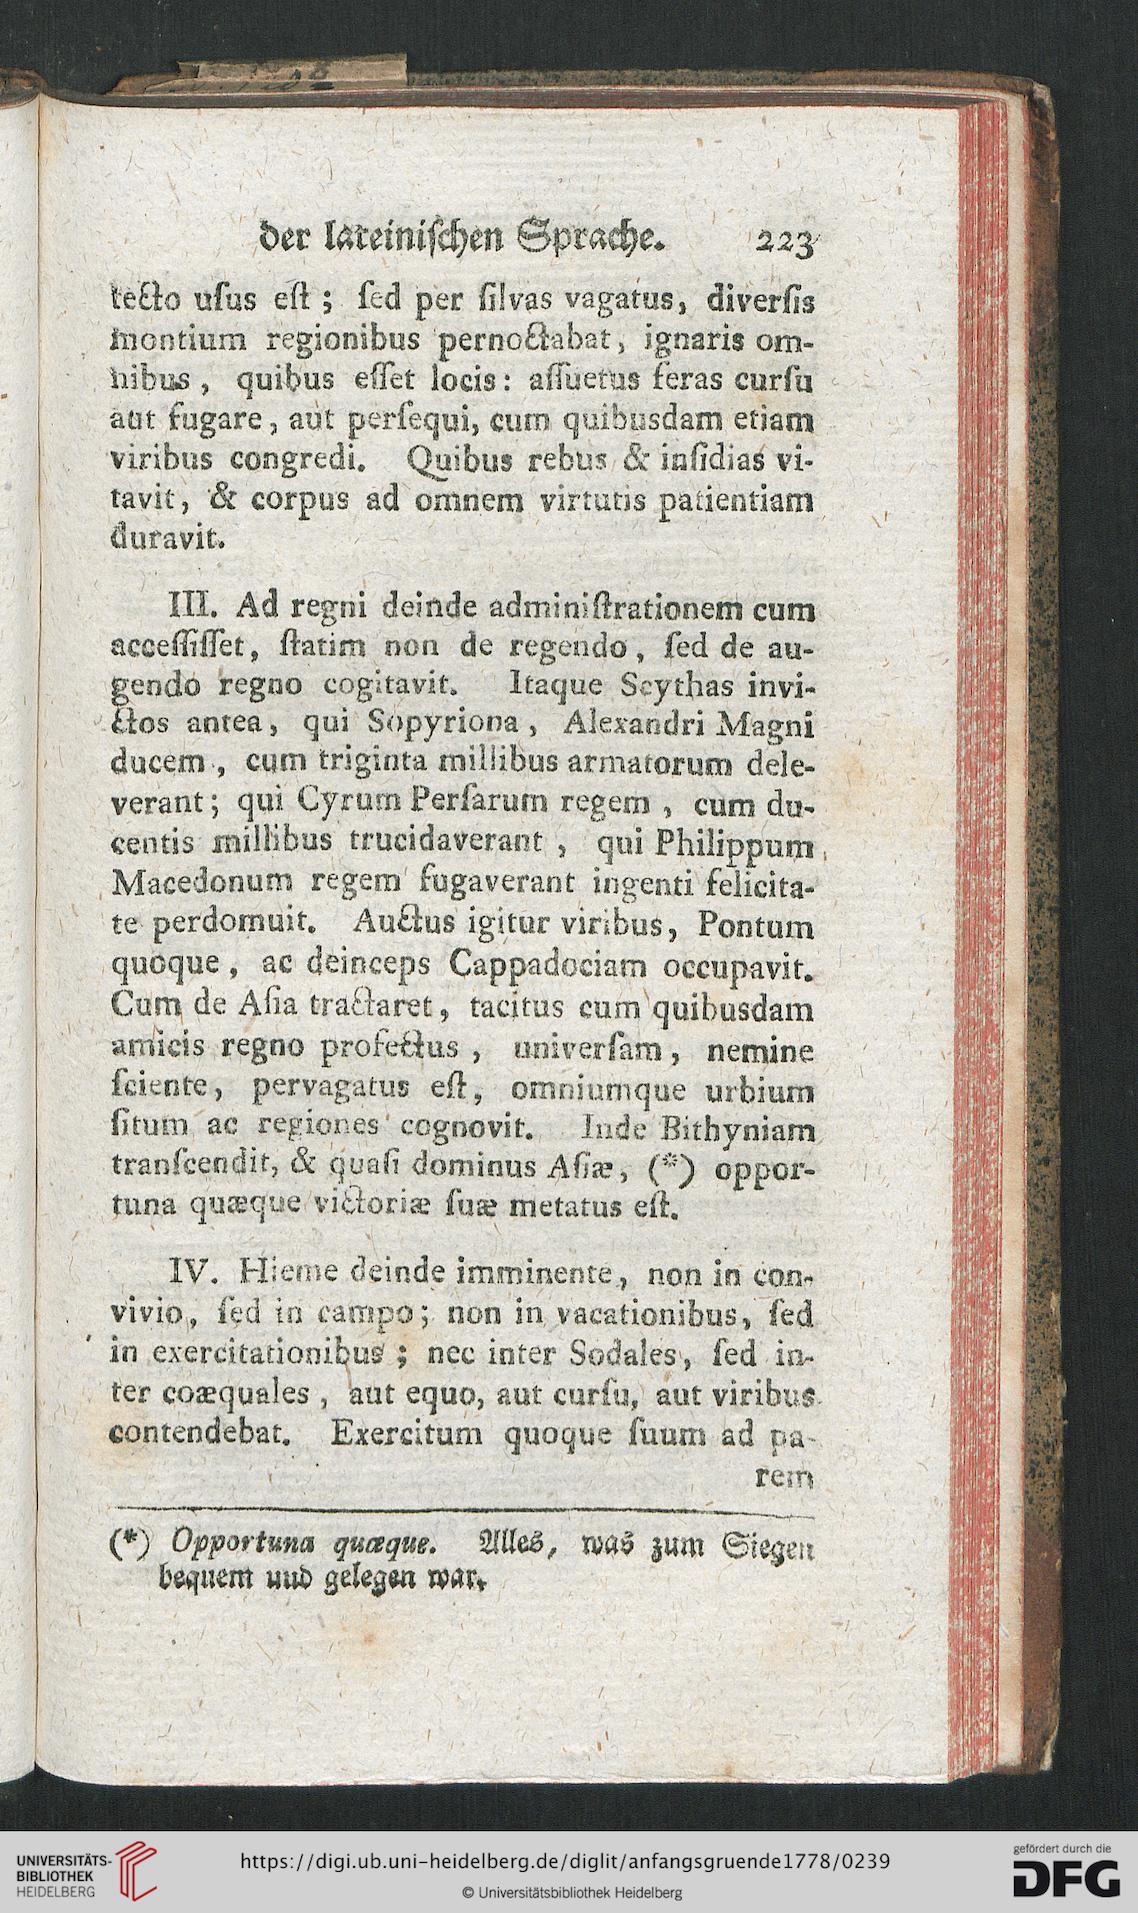 der lateiniſchen Sprache. 223
tecto uſus eſt ; ſed per ſilvas vagatus, diverſis
montium regionibus pernoctabat, ignaris om-
nibus, quibus eſſet locis: aſſuetus feras curſu
aut fugare, aut perſequi, cum quibusdam etiam
viribus congredi. Quibus rebus & inſidias vi-
tavit, & corpus ad omnem virtutis patientiam
duravit.
III. Ad regni deinde adminiſtrationem cum
acceſſiſſet, ſtatim non de regendo, ſed de au-
gendo regno cogitavit. Itaque Scythas invi-
ctos antea, qui Sopyriona, Alexandri Magni
ducem, cum triginta millibus armatorum dele-
verant; qui Cyrum Perſarum regem, cum du-
centis millibus trucidaverant, qui Philippum
Macedonum regem fugaverant ingenti felicita-
te perdomuit. Auctus igitur viribus, Pontum
quoque, ac deinceps Cappadociam occupavit.
Cum de Aſia tractaret, tacitus cum quibusdam
amicis regno profectus, univerſam, nemine
ſciente, pervagatus eſt, omniumque urbium
ſitum ac regiones cognovit. Inde Bithyniam
tranſcendit, & quaſi dominus Aſiæ, (*) oppor-
tuna quæque victoriæ ſuæ metatus eſt.
IV. Hieme deinde imminente, non in con-
vivio, ſed in campo; non in vacationibus, ſed
in exercitationibus ; nec inter Sodales, ſed in-
ter coæquales, aut equo, aut curſu, aut viribus
contendebat. Exercitum quoque ſuum ad pa-
rem
(*) Opportuna quæque. Alles, was zum Siegen
bequem uud gelegen war.
UNIVERSITÄTS-
BIBLIOTHEK
HEIDELBERG
https://digi.ub.uni-heidelberg.de/diglit/anfangsgruende1778/0239
© Universitätsbibliothek Heidelberg
gefördert durch die
DFG